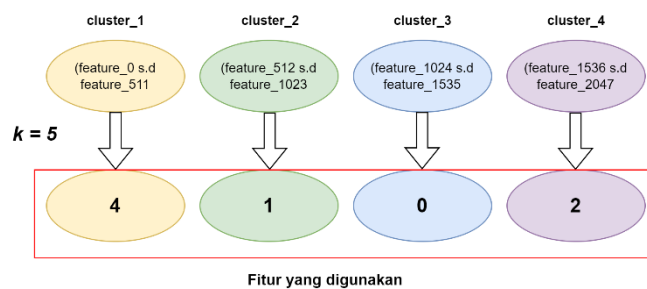 cluster_1 cluster_2 cluster_3 cluster_4
(feature_0 s.d
feature_511
(feature_512 s.d
feature_1023
(feature_1024 s.d
feature_1535
(feature_1536 s.d
feature_2047
k = 5
4 1 0 2
Fitur yang digunakan